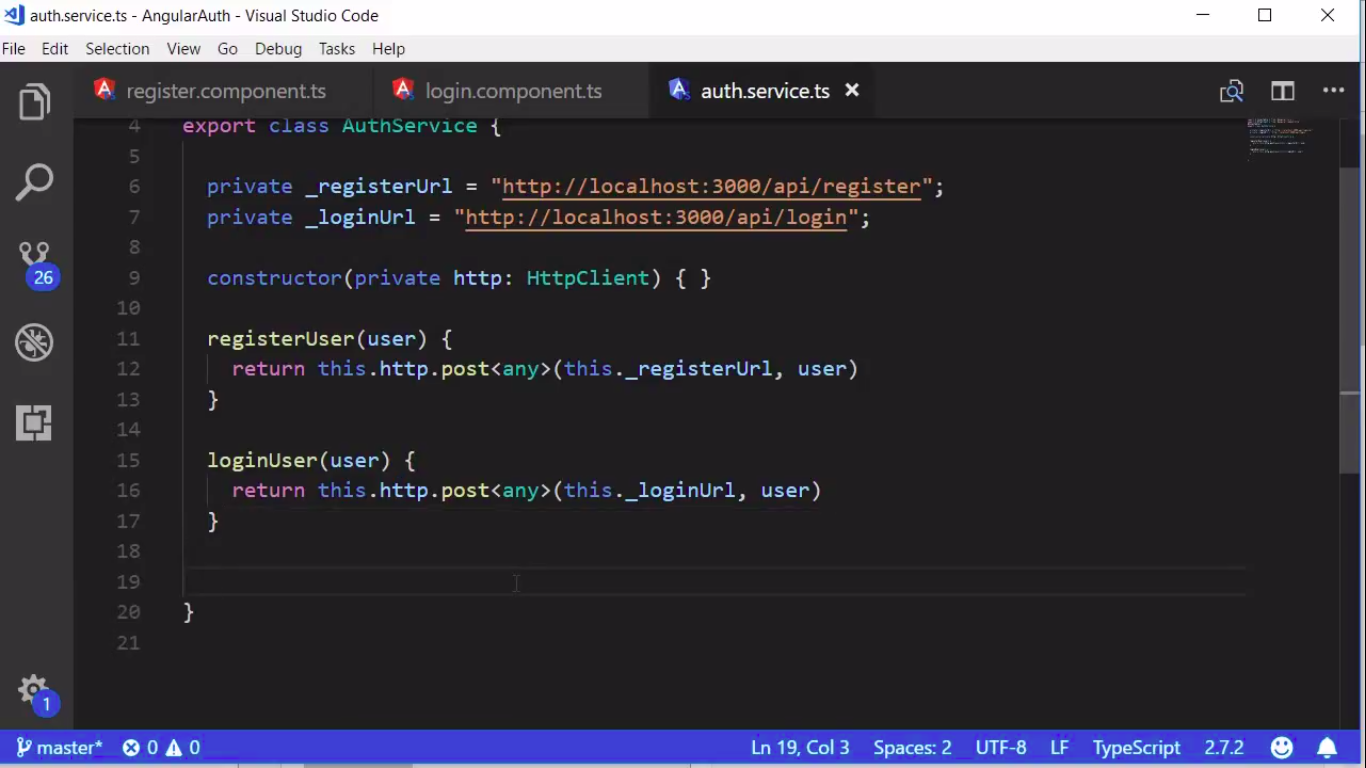 auth.service.ts - AngularAuth - Visual Studio Code
File Edit Selection View Go Debug Tasks Help
register.component.ts login.component.ts auth.service.ts
4 export class AuthService {
5
6 private _registerUrl = "http://localhost:3000/api/register";
7 private _loginUrl = "http://localhost:3000/api/login";
8
9 constructor(private http: HttpClient) { }
10
11 registerUser(user) {
12 return this.http.post<any>(this._registerUrl, user)
13 }
14
15 loginUser(user) {
16 return this.http.post<any>(this._loginUrl, user)
17 }
18
19
20 }
21
26
1
master* 0 0 Ln 19, Col 3 Spaces: 2 UTF-8 LF TypeScript 2.7.2